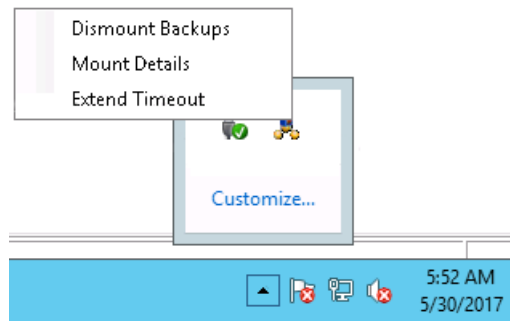 Dismount Backups
Mount Details
Extend Timeout
Customize...
5:52 AM
5/30/2017